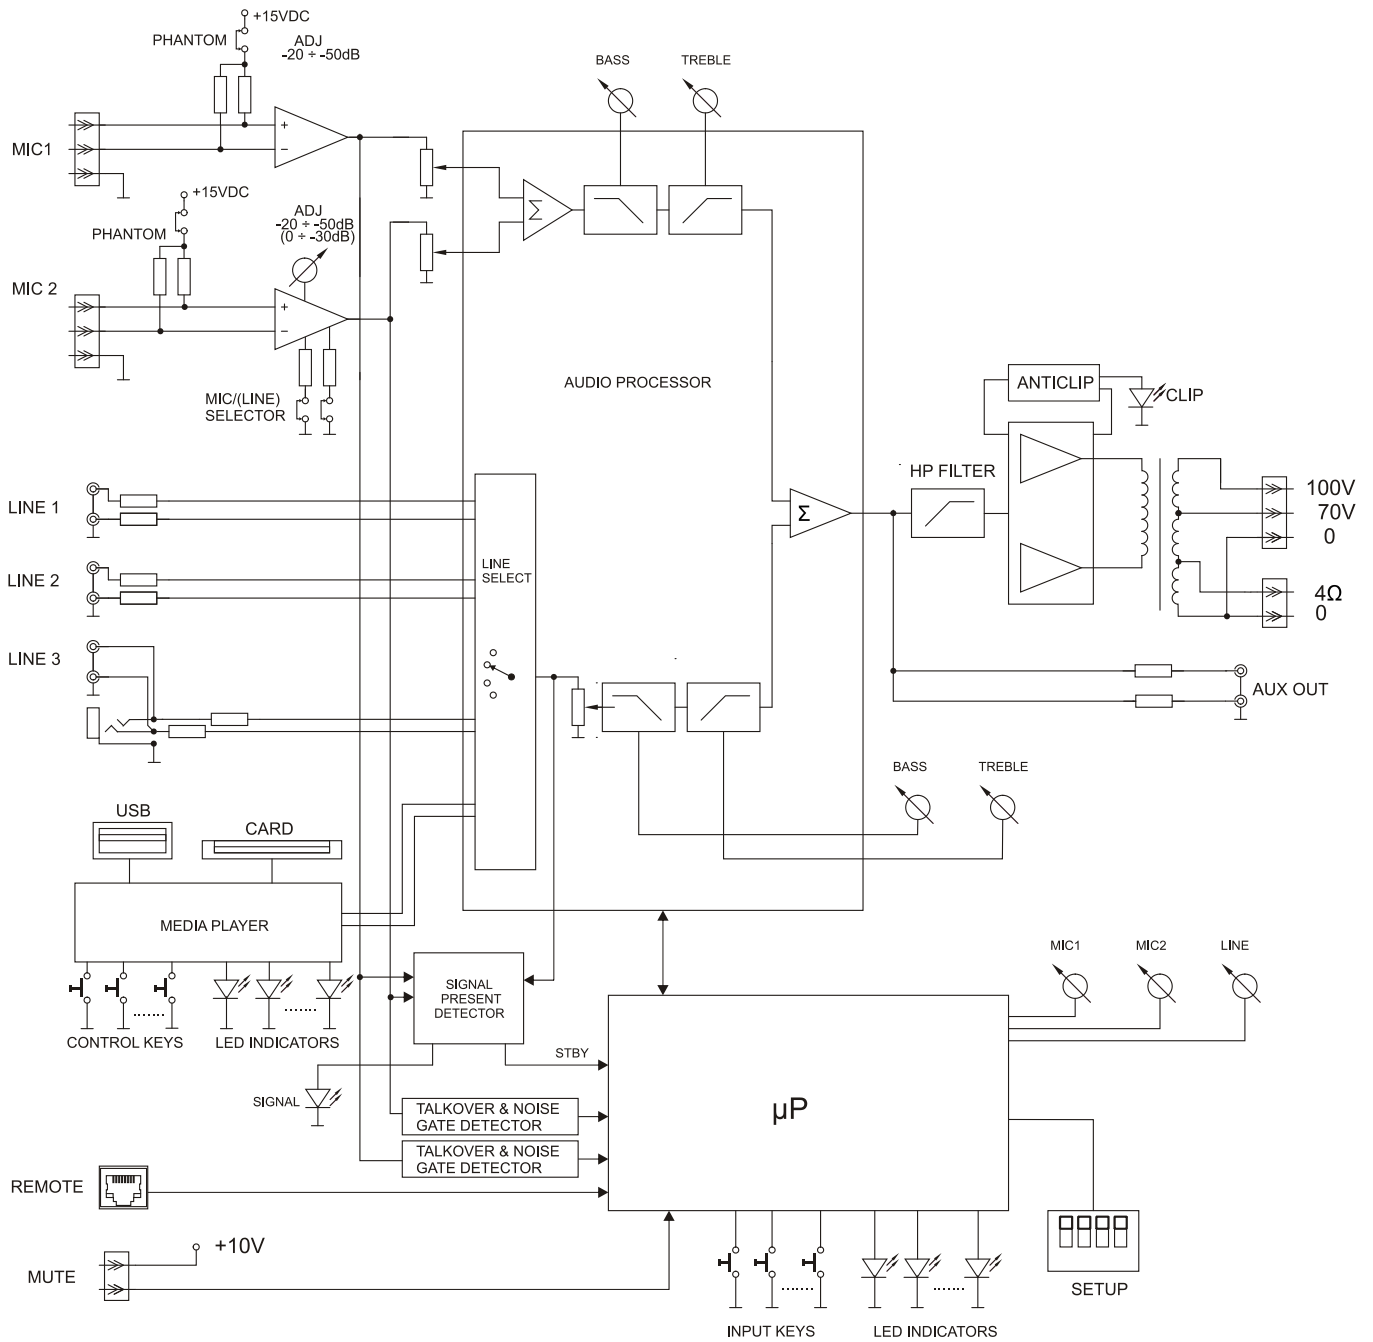 +15VDC
PHANTOM
ADJ
-20 ÷ -50dB
BASS
TREBLE
+
−
MIC1
+15VDC
PHANTOM
ADJ
-20 ÷ -50dB
(0 ÷ -30dB)
Σ
MIC 2
+
−
MIC/(LINE)
SELECTOR
AUDIO PROCESSOR
ANTICLIP
CLIP
HP FILTER
LINE 1
100V
70V
0
Σ
LINE 2
LINE
SELECT
4Ω
0
LINE 3
AUX OUT
BASS
TREBLE
USB
CARD
MEDIA PLAYER
CONTROL KEYS
LED INDICATORS
SIGNAL
PRESENT
DETECTOR
MIC1
MIC2
LINE
STBY
SIGNAL
TALKOVER & NOISE
GATE DETECTOR
TALKOVER & NOISE
GATE DETECTOR
µP
REMOTE
+10V
MUTE
SETUP
INPUT KEYS
LED INDICATORS